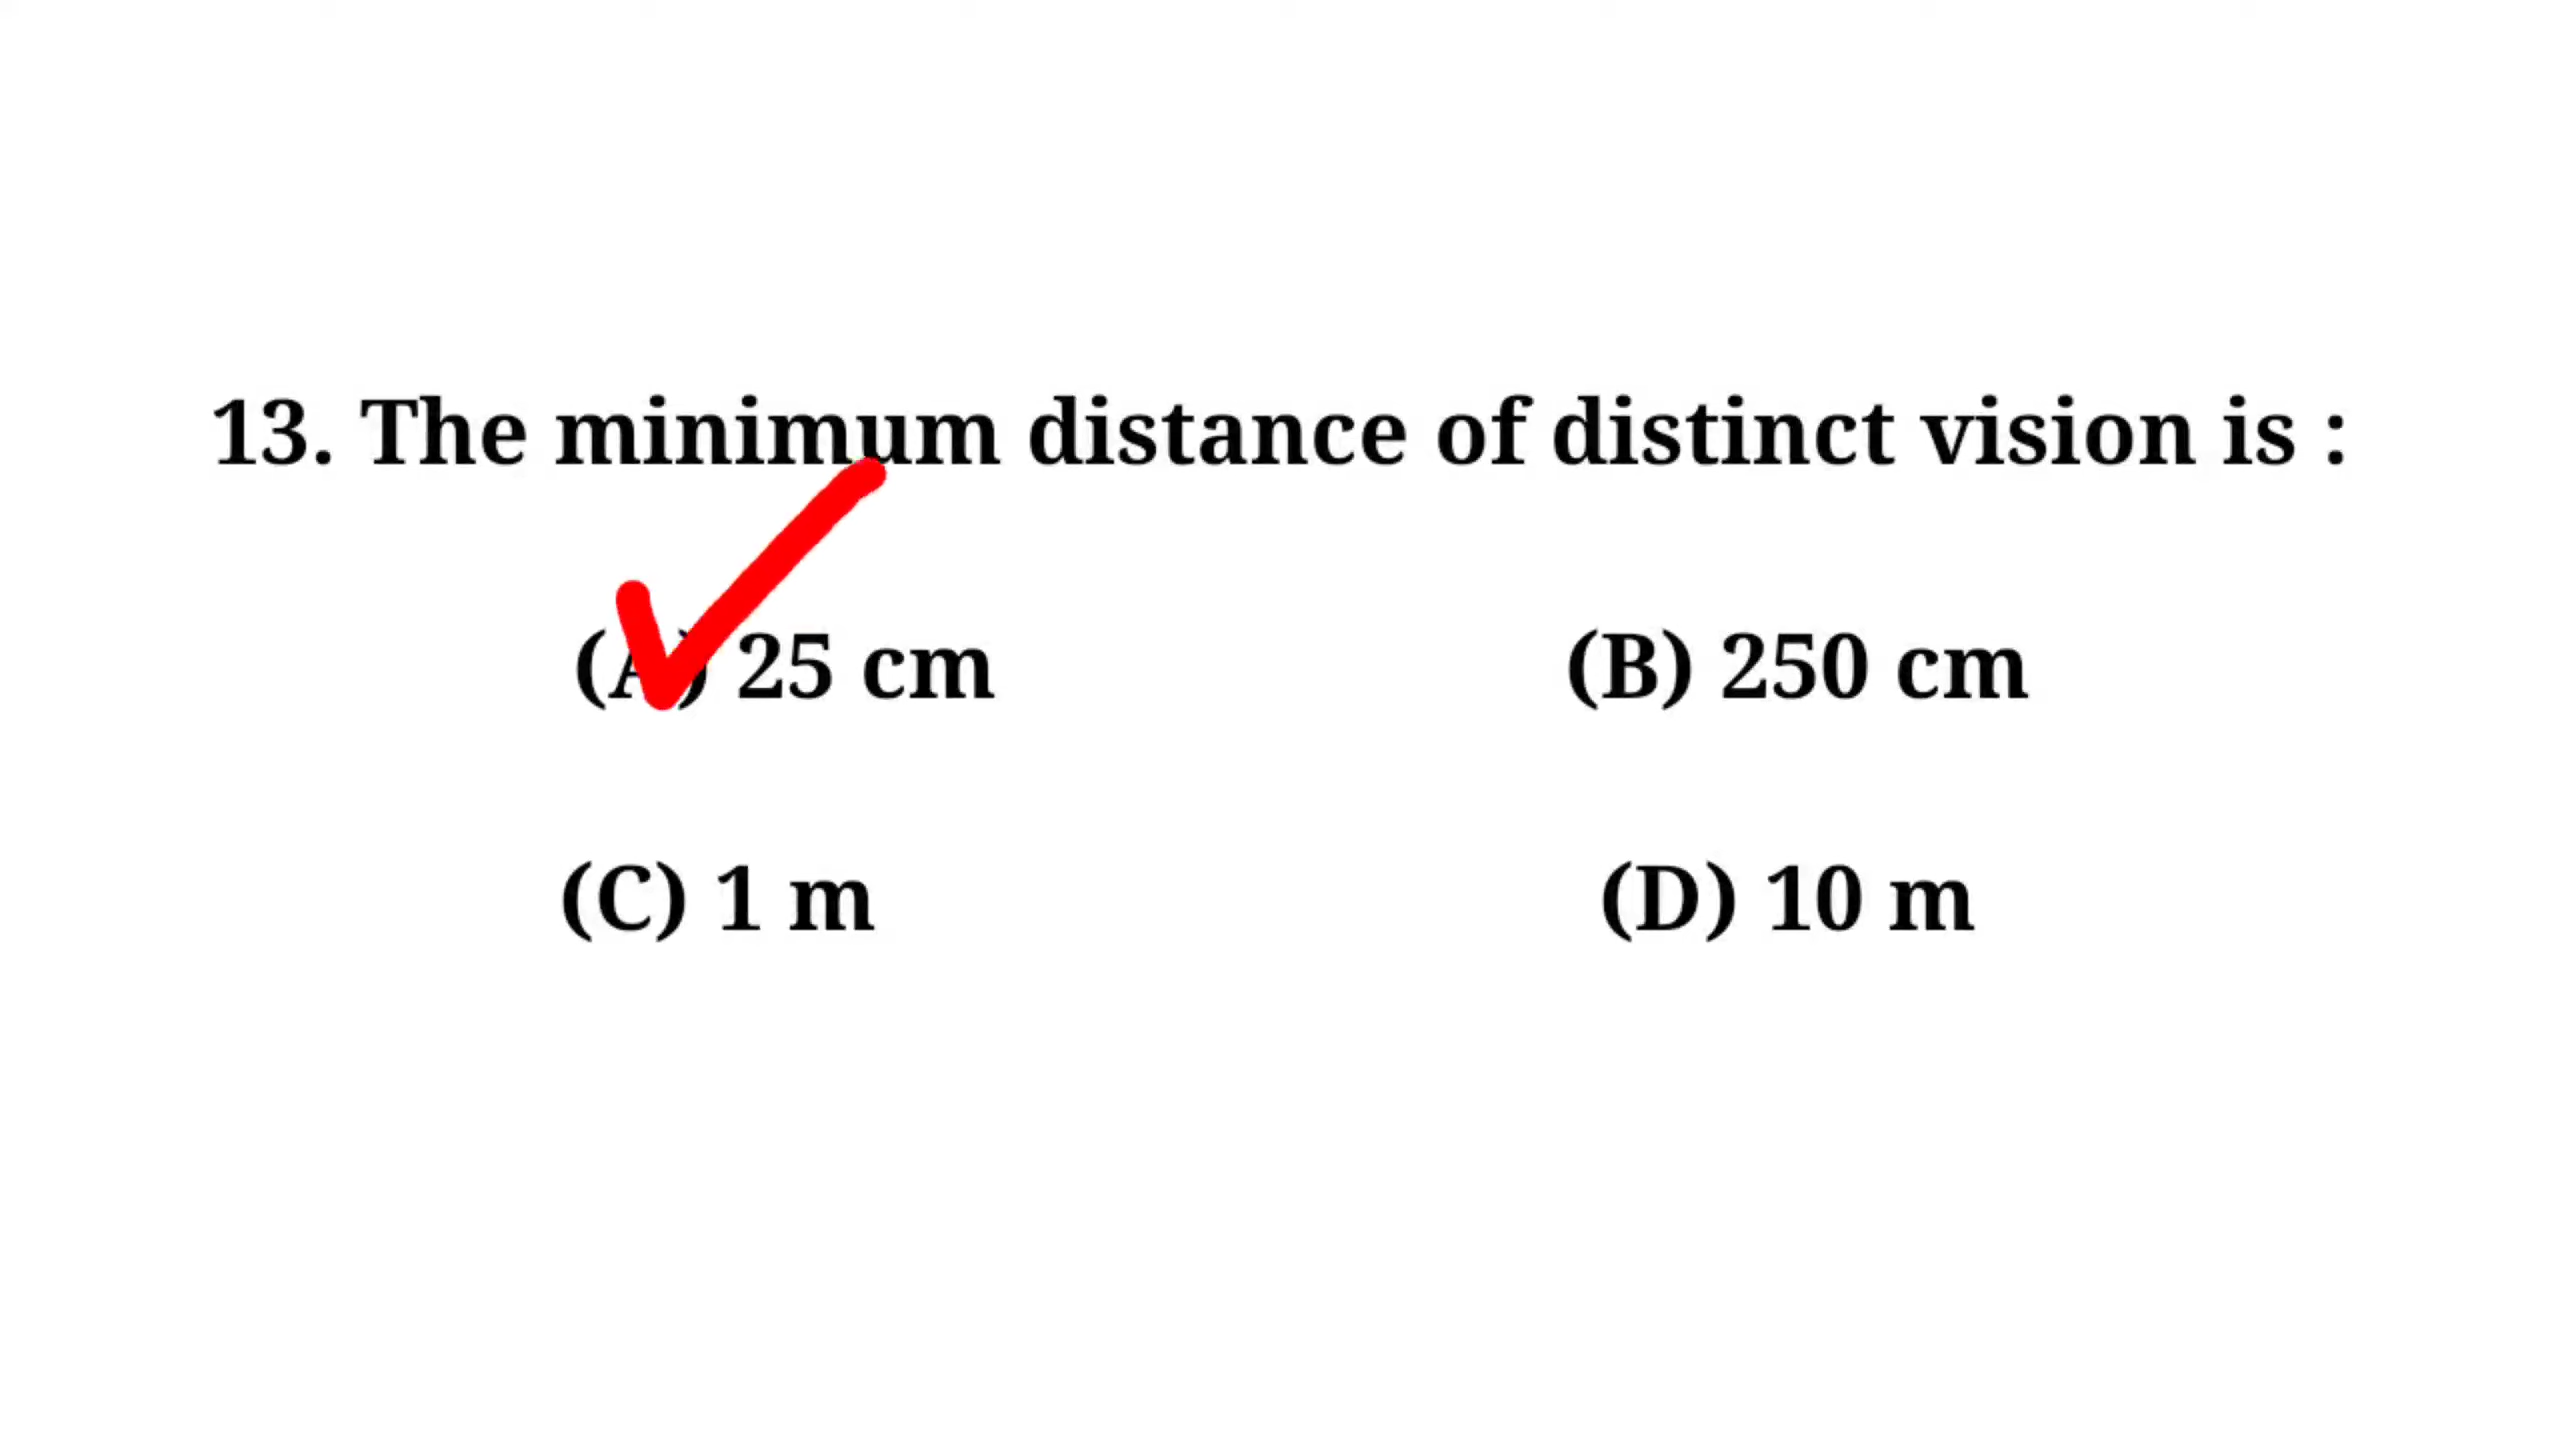 13. The minimum distance of distinct vision is :
(A) 25 cm (B) 250 cm
(C) 1 m (D) 10 m